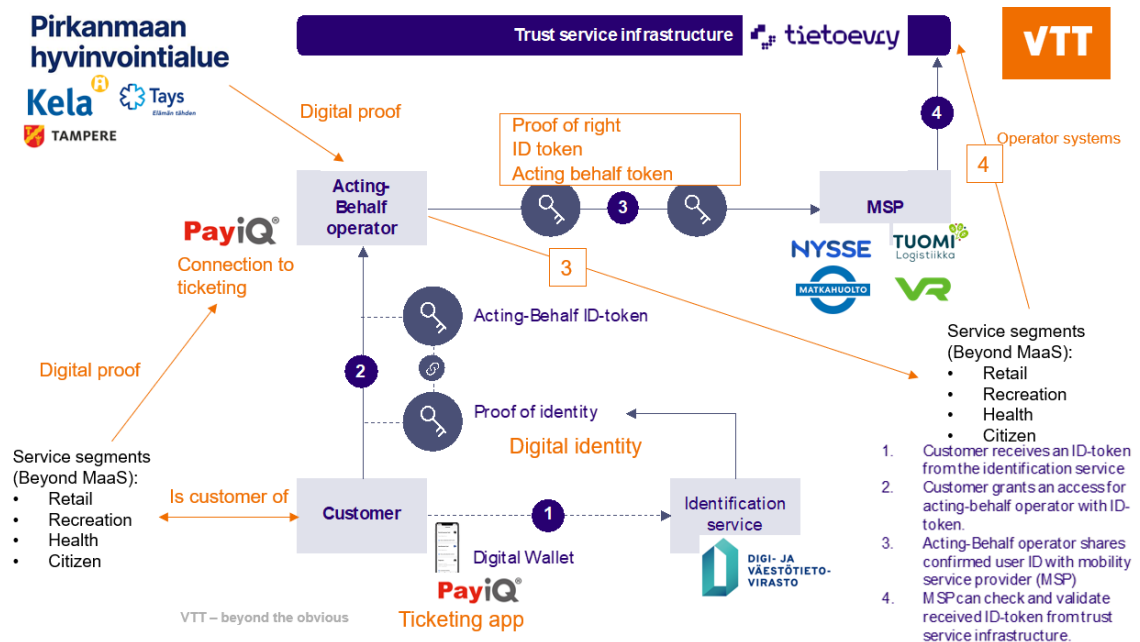 Pirkanmaan
hyvinvointialue
Kela
Tays
Elämän tähden
TAMPERE
Trust service infrastructure
tietoevry
VTT
Digital proof
Proof of right
ID token
Acting behalf token
4
Operator systems
4
Acting-
Behalf
operator
3
MSP
PayiQ®
Connection to
ticketing
3
NYSSE
TUOMI
Logistiikka
MATKAHUOLTO
VR
Acting-Behalf ID-token
Digital proof
2
Proof of identity
Digital identity
Service segments
(Beyond MaaS):
• Retail
• Recreation
• Health
• Citizen
Service segments
(Beyond MaaS):
• Retail
• Recreation
• Health
• Citizen
Is customer of
Customer
1
Identification
service
Digital Wallet
PayiQ®
Ticketing app
DIGI- JA
VÄESTÖTIETO-
VIRASTO
1. Customer receives an ID-token
from the identification service
2. Customer grants an access for
acting-behalf operator with ID-
token.
3. Acting-Behalf operator shares
confirmed user ID with mobility
service provider (MSP)
4. MSP can check and validate
received ID-token from trust
service infrastructure.
VTT – beyond the obvious